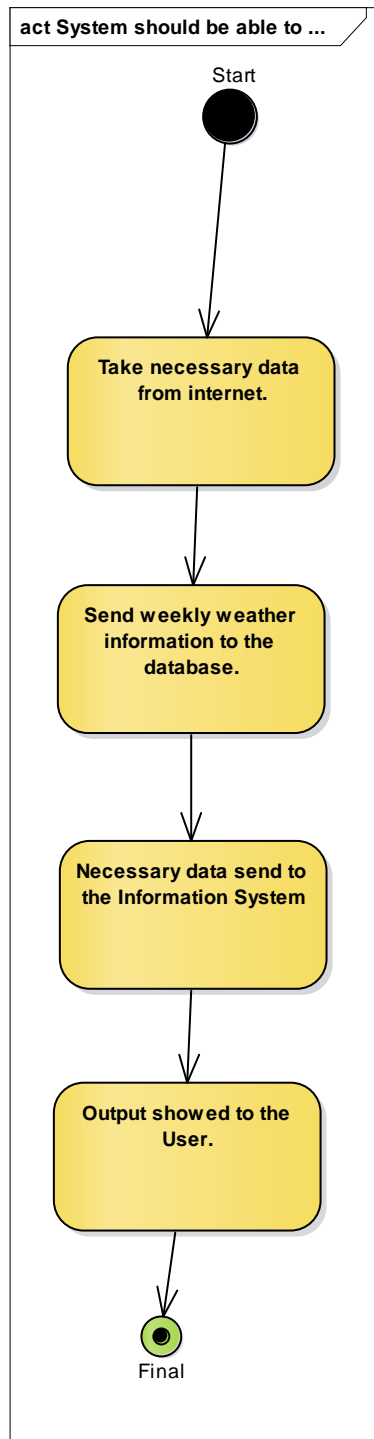 act System should be able to ...
Start
Take necessary data
from internet.
Send weekly weather
information to the
database.
Necessary data send to
the Information System
Output showed to the
User.
Final